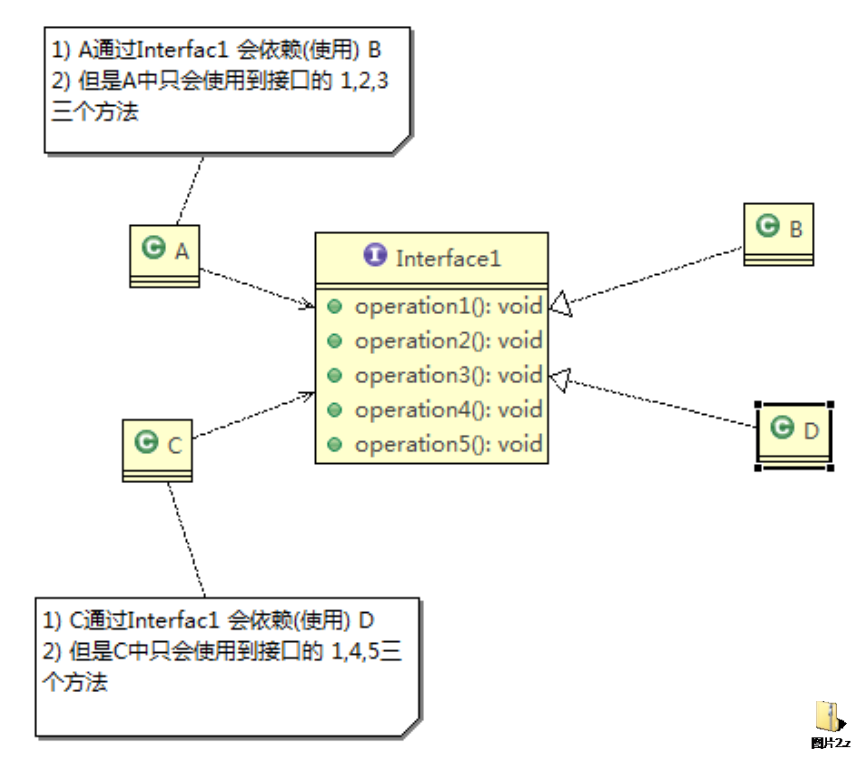 1) A通过Interfac1 会依赖(使用) B
2) 但是A中只会使用到接口的 1,2,3
三个方法
C A
I Interface1
operation1(): void
operation2(): void
operation3(): void
operation4(): void
operation5(): void
C B
C C
C D
1) C通过Interfac1 会依赖(使用) D
2) 但是C中只会使用到接口的 1,4,5三
个方法
图片2.z